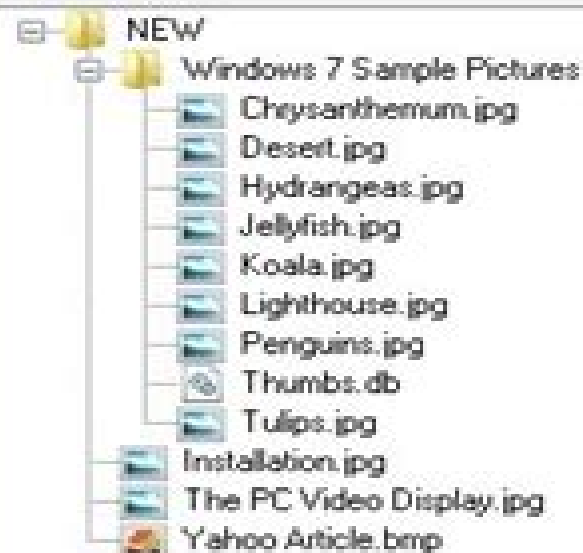 NEW
Windows 7 Sample Pictures
Chrysanthemum.jpg
Desert.jpg
Hydrangeas.jpg
Jellyfish.jpg
Koala.jpg
Lighthouse.jpg
Penguins.jpg
Thumbs.db
Tulips.jpg
Installation.jpg
The PC Video Display.jpg
Yahoo Article.bmp